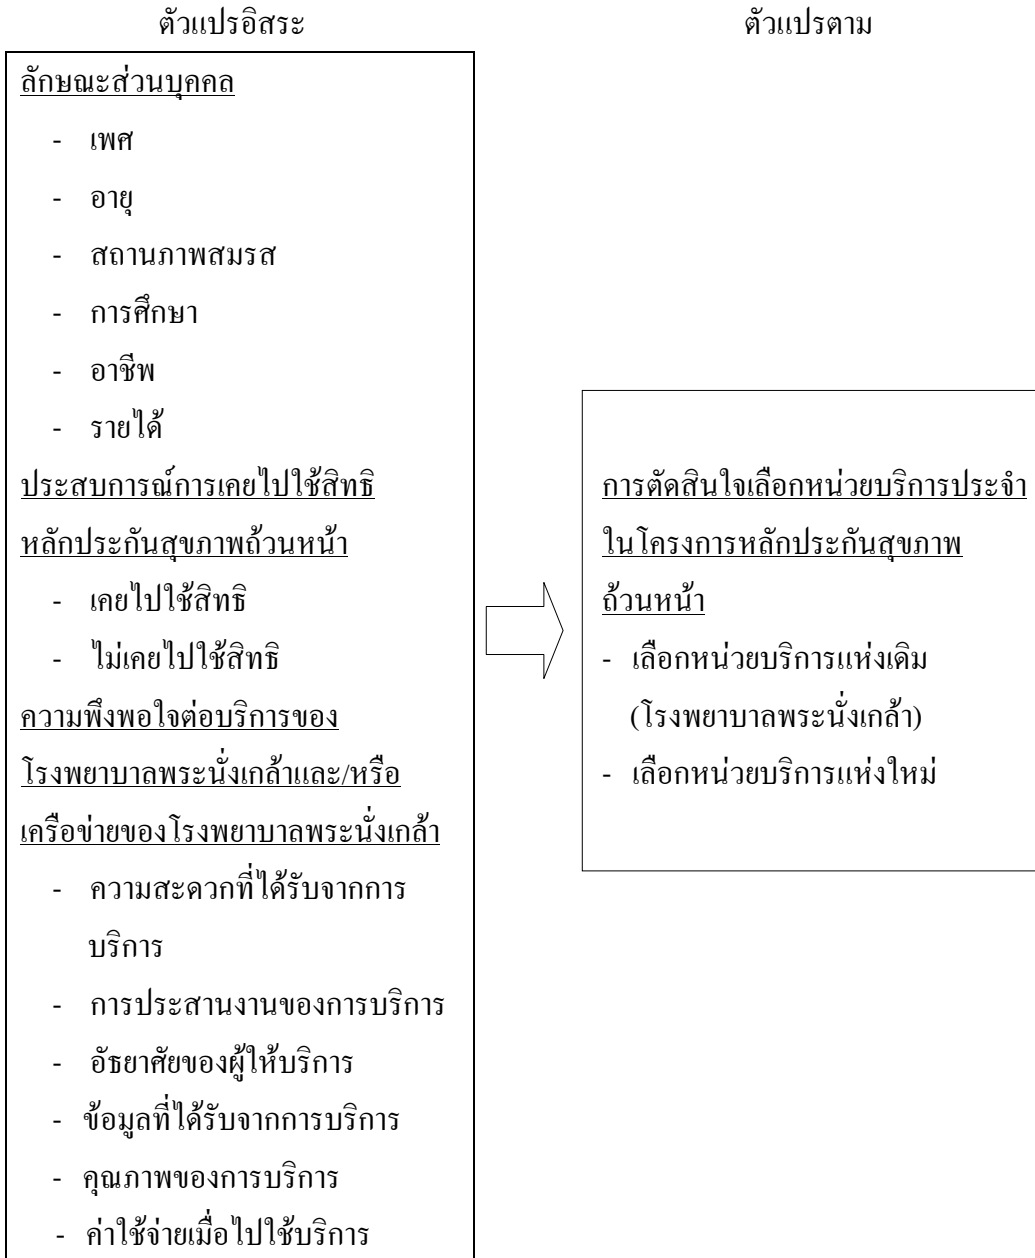 ตัวแปรอิสระ
ตัวแปรตาม
ลักษณะส่วนบุคคล
- เพศ
- อายุ
- สถานภาพสมรส
- การศึกษา
- อาชีพ
- รายได้
ประสบการณ์การเคยไปใช้สิทธิ
หลักประกันสุขภาพถ้วนหน้า
- เคยไปใช้สิทธิ
- ไม่เคยไปใช้สิทธิ
ความพึงพอใจต่อบริการของ
โรงพยาบาลพระนั่งเกล้าและ/หรือ
เครือข่ายของโรงพยาบาลพระนั่งเกล้า
- ความสะดวกที่ได้รับจากการ
บริการ
- การประสานงานของการบริการ
- อัธยาศัยของผู้ให้บริการ
- ข้อมูลที่ได้รับจากการบริการ
- คุณภาพของการบริการ
- ค่าใช้จ่ายเมื่อไปใช้บริการ
การตัดสินใจเลือกหน่วยบริการประจำ
ในโครงการหลักประกันสุขภาพ
ถ้วนหน้า
- เลือกหน่วยบริการแห่งเดิม
(โรงพยาบาลพระนั่งเกล้า)
- เลือกหน่วยบริการแห่งใหม่